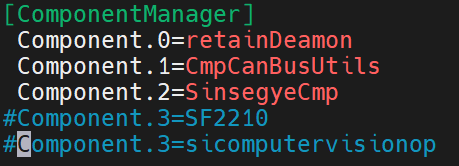 [ComponentManager]
Component.0=retainDeamon
Component.1=CmpCanBusUtils
Component.2=SinsegyeCmp
#Component.3=SF2210
#Component.3=sicomputervisionop